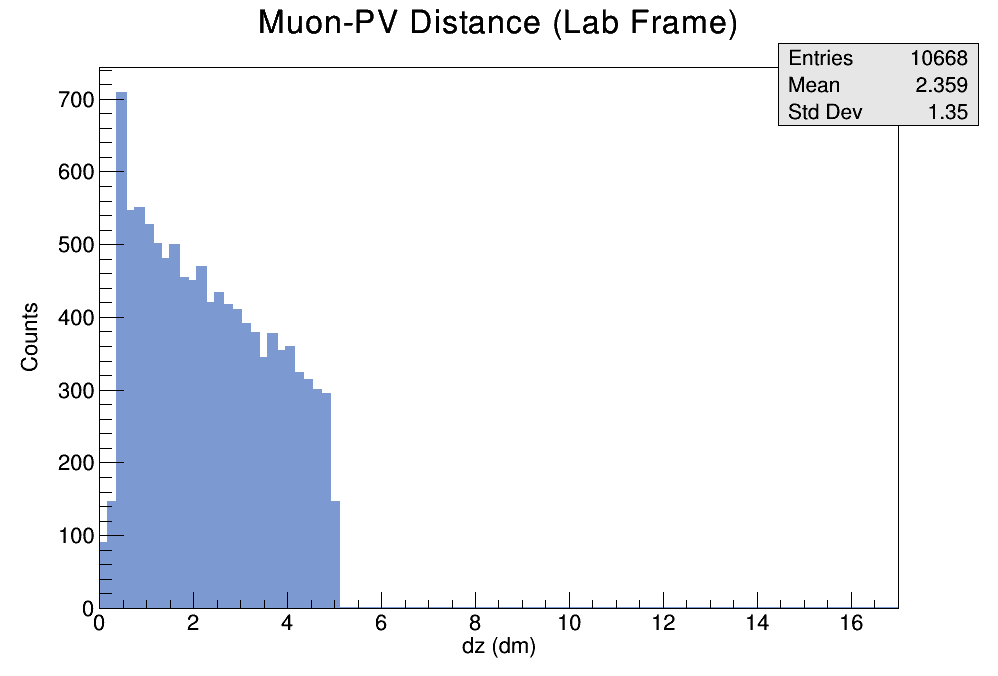 Muon-PV Distance (Lab Frame)
Entries 10668
Mean 2.359
Std Dev 1.35
700
600
500
400
300
200
100
0
Counts
0 2 4 6 8 10 12 14 16
dz (dm)